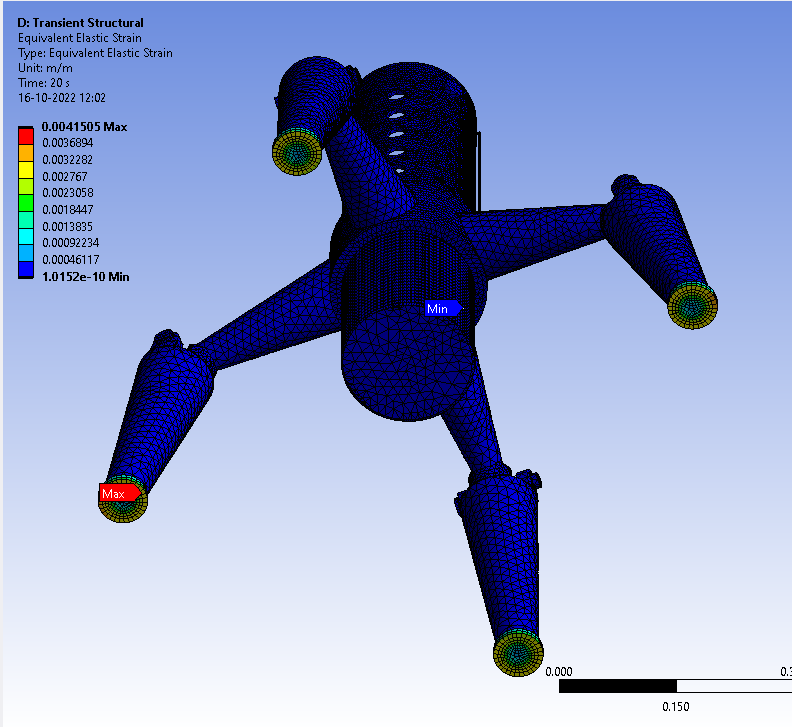 D: Transient Structural
Equivalent Elastic Strain
Type: Equivalent Elastic Strain
Unit: m/m
Time: 20 s
16-10-2022 12:02
0.0041505 Max
0.0036894
0.0032282
0.002767
0.0023058
0.0018447
0.0013835
0.00092234
0.00046117
1.0152e-10 Min
Min
Max
0.000
0.150